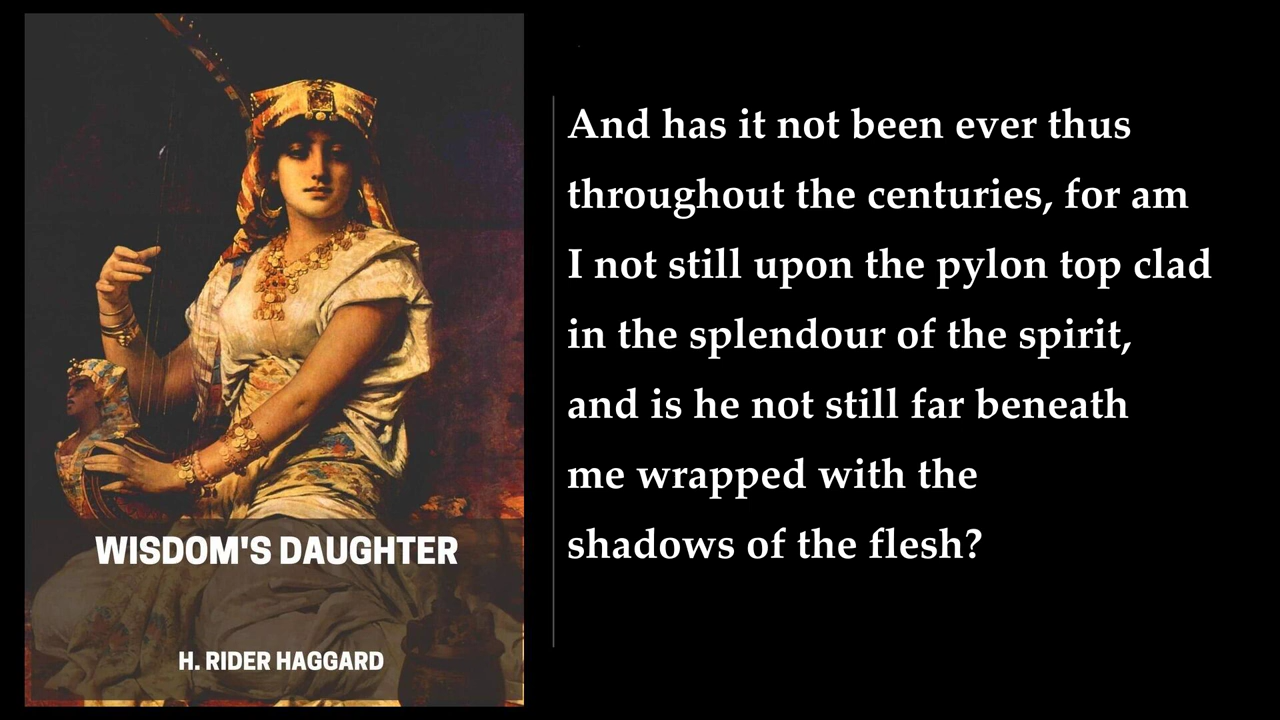 WISDOM'S DAUGHTER
H. RIDER HAGGARD
And has it not been ever thus
throughout the centuries, for am
I not still upon the pylon top clad
in the splendour of the spirit,
and is he not still far beneath
me wrapped with the
shadows of the flesh?